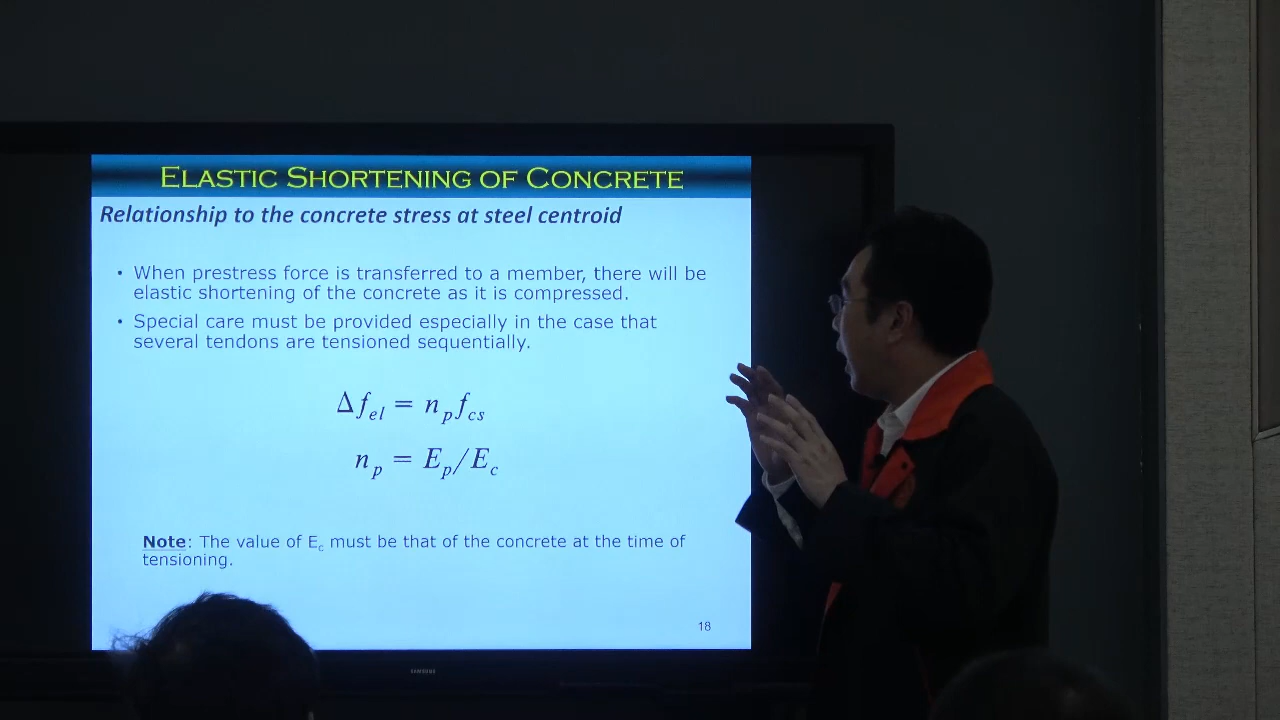 ELASTIC SHORTENING OF CONCRETE
Relationship to the concrete stress at steel centroid
• When prestress force is transferred to a member, there will be
elastic shortening of the concrete as it is compressed.
• Special care must be provided especially in the case that
several tendons are tensioned sequentially.
Δf_el = n_p f_cs
n_p = E_p/E_c
Note: The value of E_c must be that of the concrete at the time of
tensioning.
18
SAMSUNG